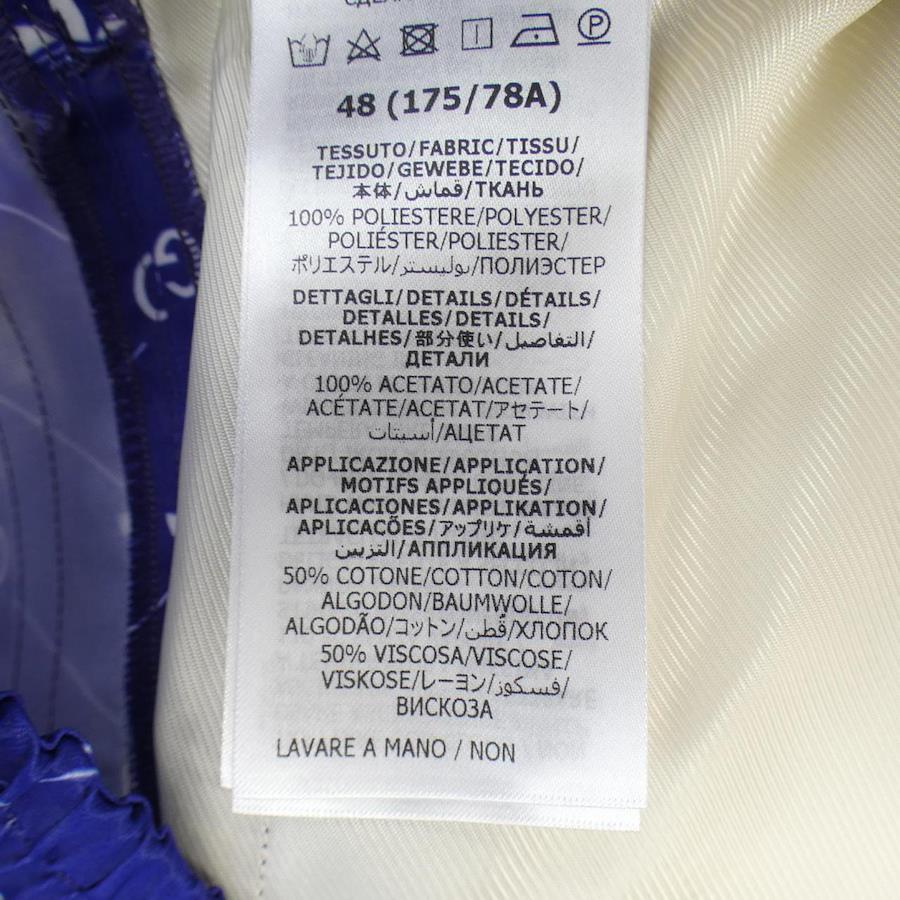 48 (175/78A)
TESSUTO/FABRIC/TISSU/
TEJIDO/GEWEBE/TECIDO/
本体/قماش/ТКАНЬ
100% POLIESTERE/POLYESTER/
POLIÉSTER/POLIESTER/
ポリエステル/بوليستر/ПОЛИЭСТЕР
DETTAGLI/DETAILS/DÉTAILS/
DETALLES/DETAILS/
DETALHES/部分使い/التفاصيل/
ДЕТАЛИ
100% ACETATO/ACETATE/
ACÉTATE/ACETAT/アセテート/
أسيتات/АЦЕТАТ
APPLICAZIONE/APPLICATION/
MOTIFS APPLIQUÉS/
APLICACIONES/APPLIKATION/
APLICAÇÕES/アップリケ/أقمشة
التزيين/АППЛИКАЦИЯ
50% COTONE/COTTON/COTON/
ALGODON/BAUMWOLLE/
ALGODÃO/コットン/قطن/ХЛОПОК
50% VISCOSA/VISCOSE/
VISKOSE/レーヨン/فسكوز/
ВИСКОЗА
LAVARE A MANO / NON